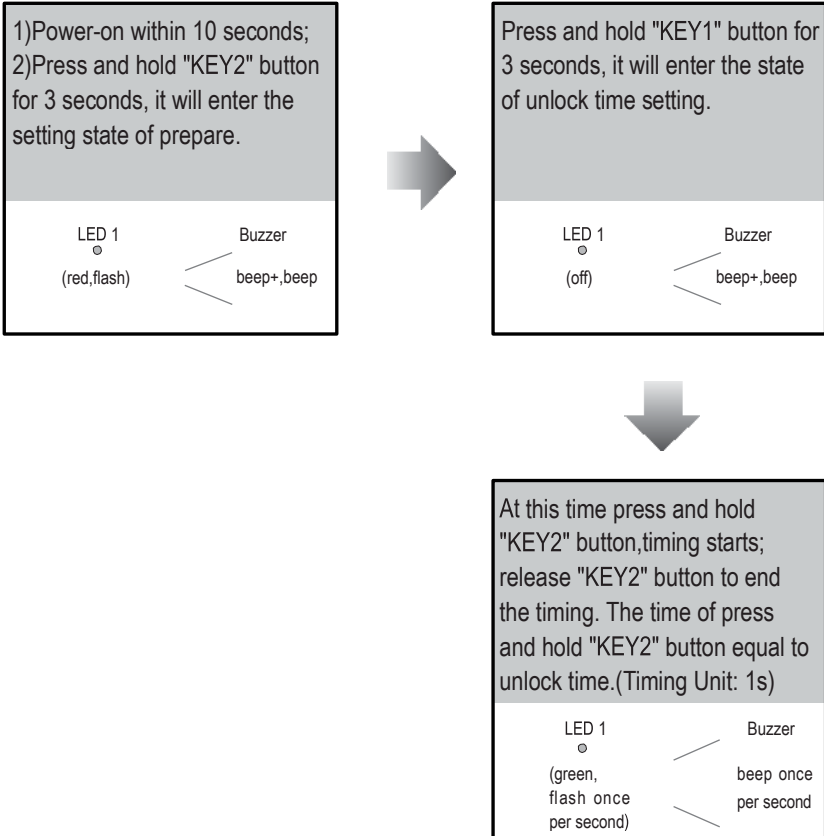 1)Power-on within 10 seconds;
2)Press and hold "KEY2" button
for 3 seconds, it will enter the
setting state of prepare.
LED 1
(red,flash)
Buzzer
beep+,beep
Press and hold "KEY1" button for
3 seconds, it will enter the state
of unlock time setting.
LED 1
(off)
Buzzer
beep+,beep
At this time press and hold
"KEY2" button,timing starts;
release "KEY2" button to end
the timing. The time of press
and hold "KEY2" button equal to
unlock time.(Timing Unit: 1s)
LED 1
(green,
flash once
per second)
Buzzer
beep once
per second